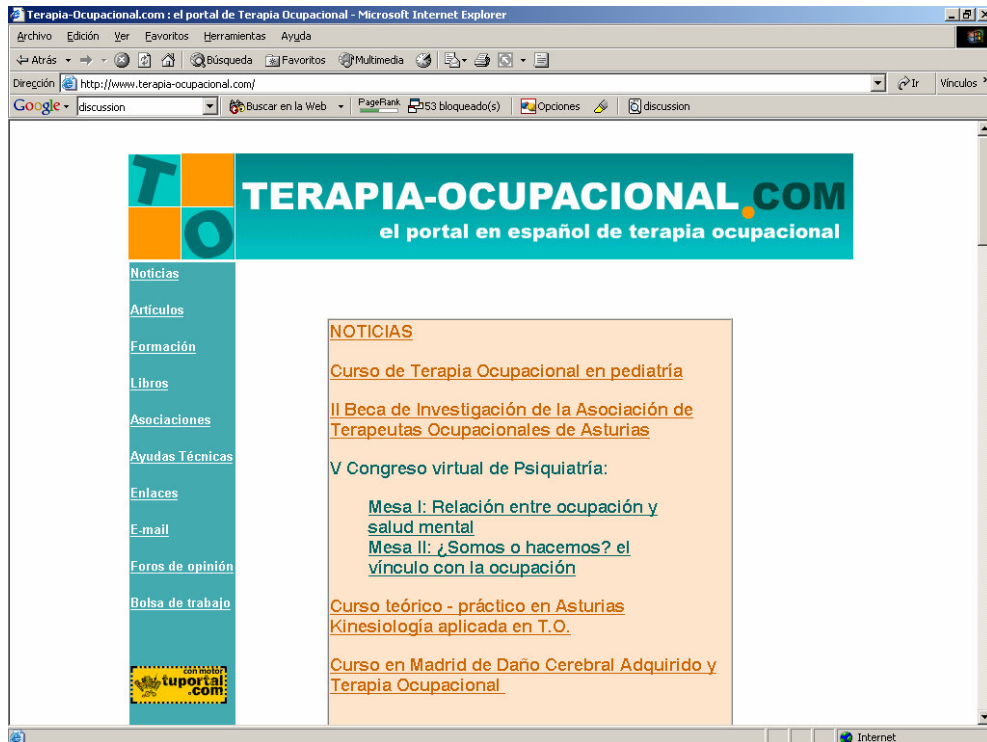 Terapia-Ocupacional.com : el portal de Terapia Ocupacional - Microsoft Internet Explorer
Archivo Edición Ver Favoritos Herramientas Ayuda
Atrás Búsqueda Favoritos Multimedia
Dirección http://www.terapia-ocupacional.com/ Ir Vínculos
Google discussion Buscar en la Web PageRank 53 bloqueado(s) Opciones discussion
TO
TERAPIA-OCUPACIONAL.COM
el portal en español de terapia ocupacional
Noticias
Artículos
Formación
Libros
Asociaciones
Ayudas Técnicas
Enlaces
E-mail
Foros de opinión
Bolsa de trabajo
con motor
tuportal
.com
NOTICIAS
Curso de Terapia Ocupacional en pediatría
II Beca de Investigación de la Asociación de
Terapeutas Ocupacionales de Asturias
V Congreso virtual de Psiquiatría:
Mesa I: Relación entre ocupación y
salud mental
Mesa II: ¿Somos o hacemos? el
vínculo con la ocupación
Curso teórico - práctico en Asturias
Kinesiología aplicada en T.O.
Curso en Madrid de Daño Cerebral Adquirido y
Terapia Ocupacional
Internet